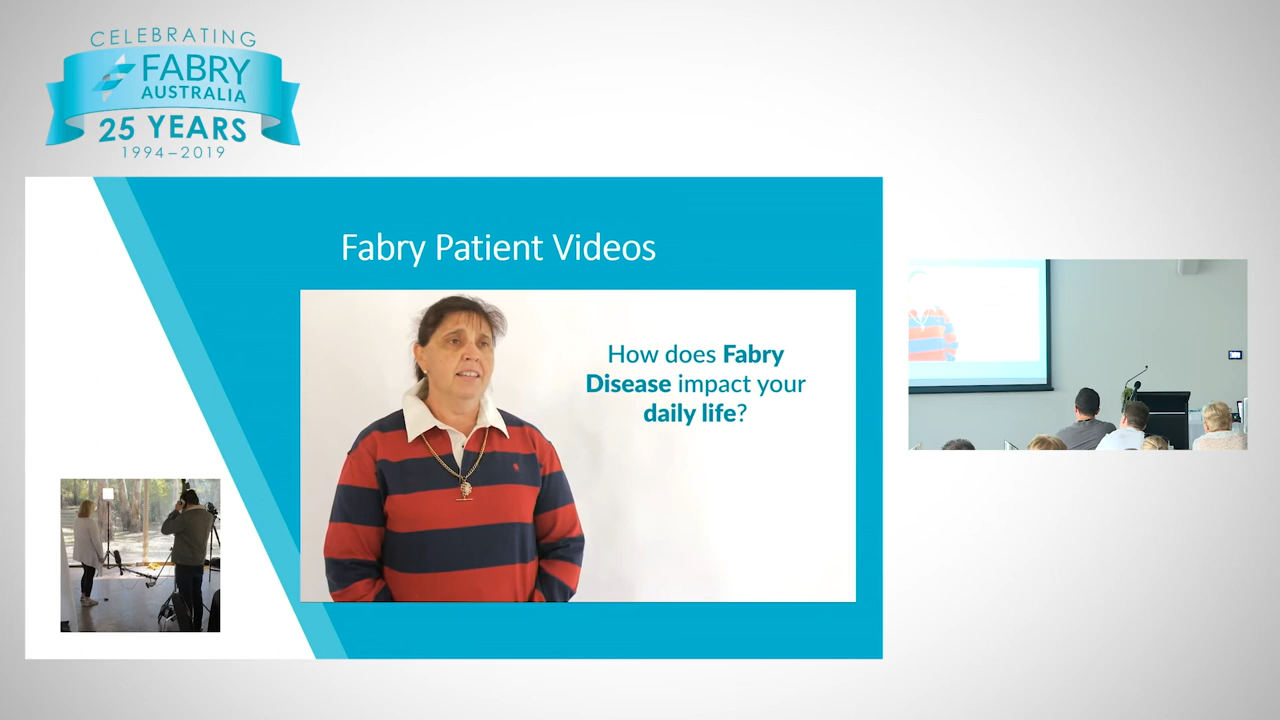 CELEBRATING
FABRY
AUSTRALIA
25 YEARS
1994–2019
Fabry Patient Videos
How does Fabry
Disease impact your
daily life?